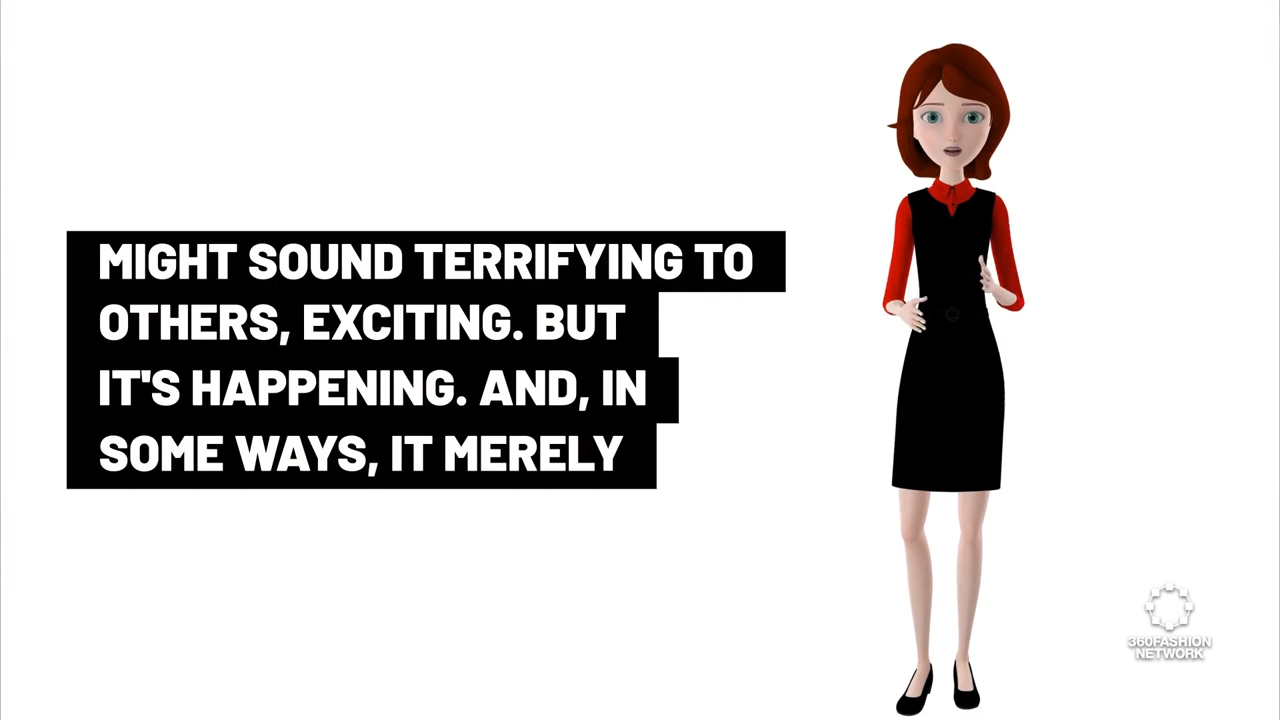 MIGHT SOUND TERRIFYING TO
OTHERS, EXCITING. BUT
IT'S HAPPENING. AND, IN
SOME WAYS, IT MERELY
360FASHION
NETWORK